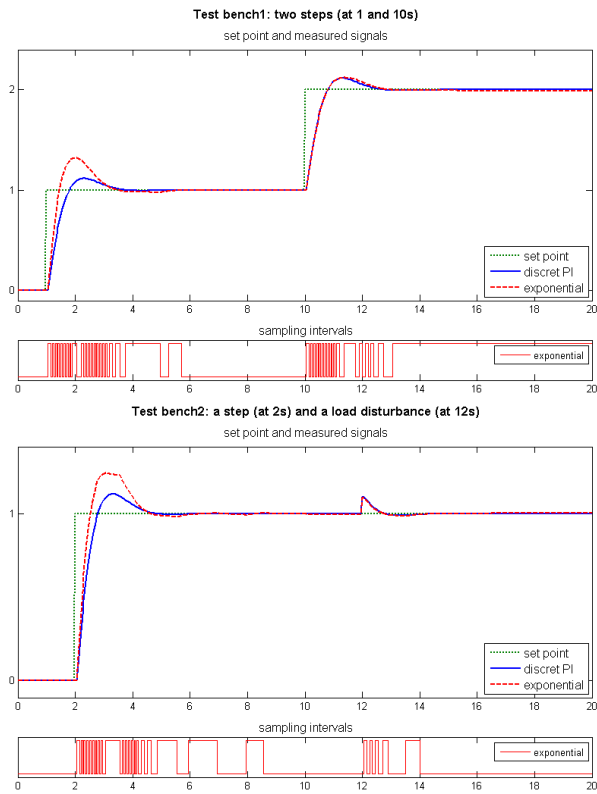 Test bench1: two steps (at 1 and 10s)
set point and measured signals
2
1
0
set point
discret PI
exponential
0 2 4 6 8 10 12 14 16 18 20
sampling intervals
exponential
0 2 4 6 8 10 12 14 16 18 20
Test bench2: a step (at 2s) and a load disturbance (at 12s)
set point and measured signals
1
0
set point
discret PI
exponential
0 2 4 6 8 10 12 14 16 18 20
sampling intervals
exponential
0 2 4 6 8 10 12 14 16 18 20